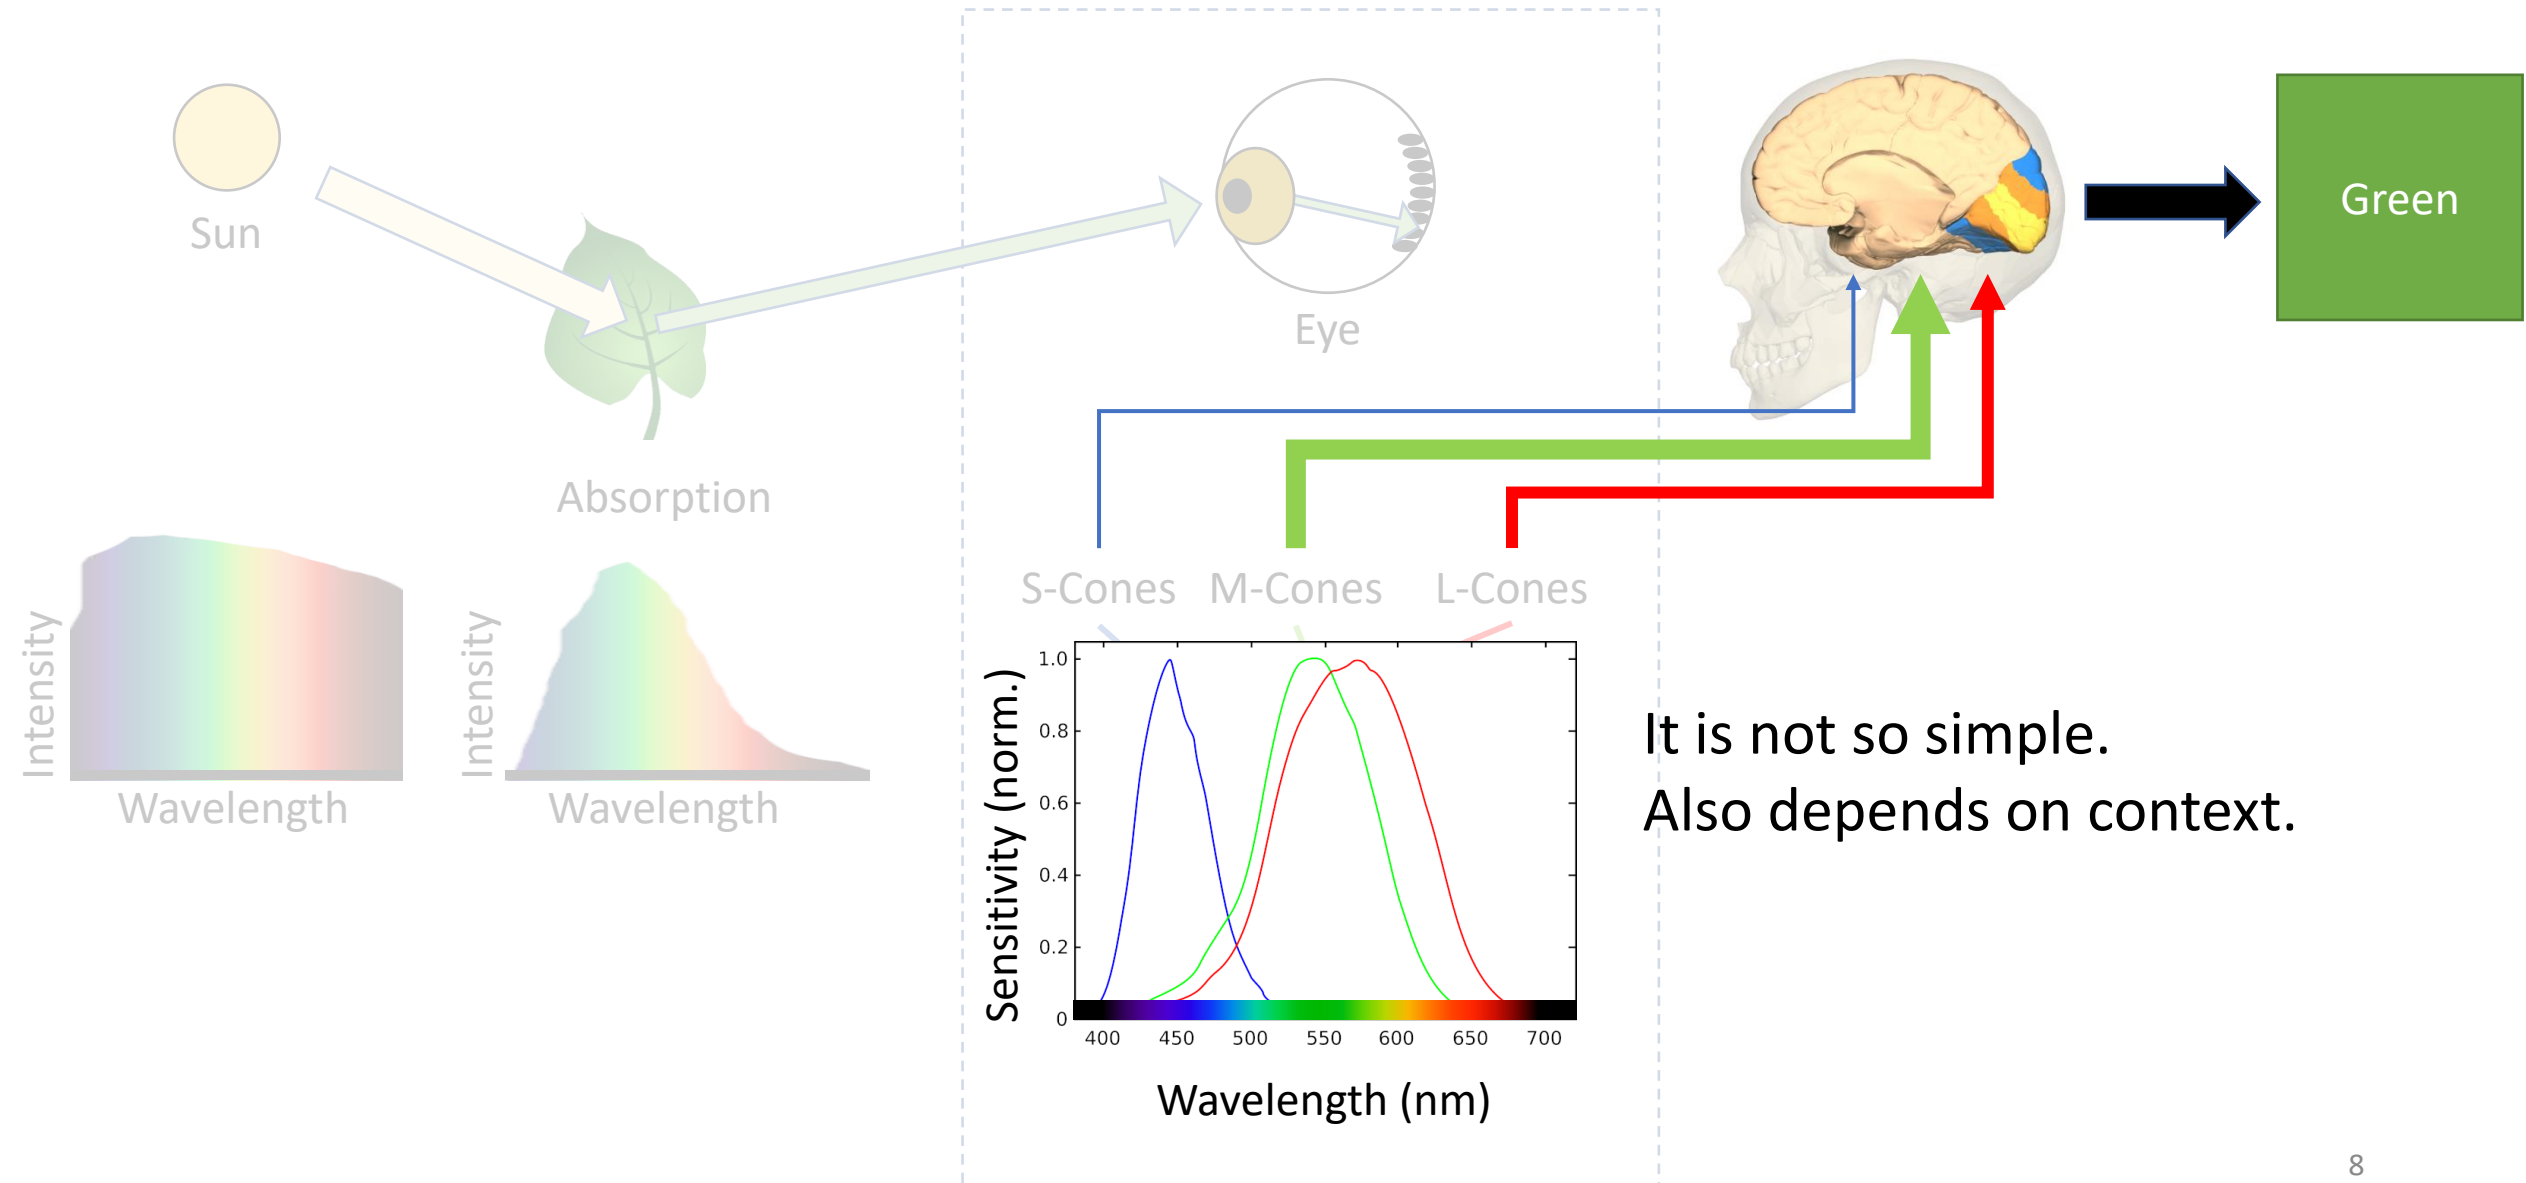 Sun
Eye
Green
Absorption
Intensity
Wavelength
Intensity
Wavelength
S-Cones M-Cones L-Cones
Sensitivity (norm.)
1.0
0.8
0.6
0.4
0.2
0
400 450 500 550 600 650 700
Wavelength (nm)
It is not so simple.
Also depends on context.
8